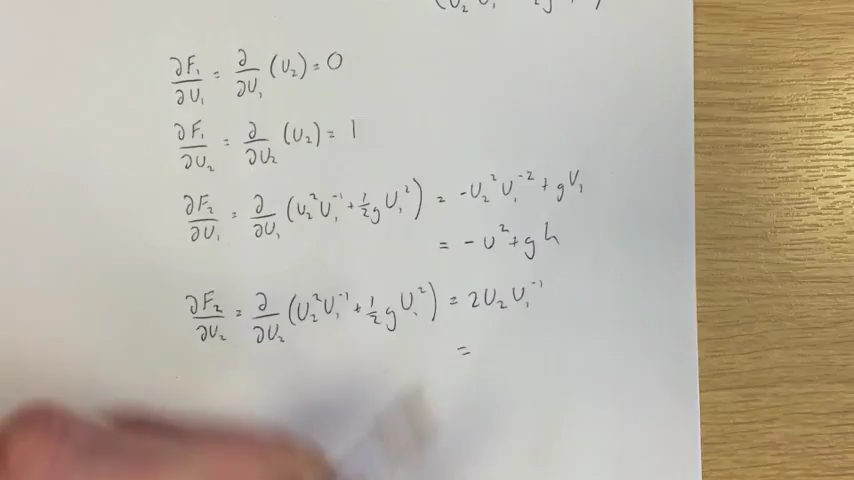 ∂F₁/∂U₁ = ∂/∂U₁ (U₂) = 0
∂F₁/∂U₂ = ∂/∂U₂ (U₂) = 1
∂F₂/∂U₁ = ∂/∂U₁ (U₂²U₁⁻¹ + ½gU₁²) = -U₂²U₁⁻² + gU₁
= -u² + gh
∂F₂/∂U₂ = ∂/∂U₂ (U₂²U₁⁻¹ + ½gU₁²) = 2U₂U₁⁻¹
=